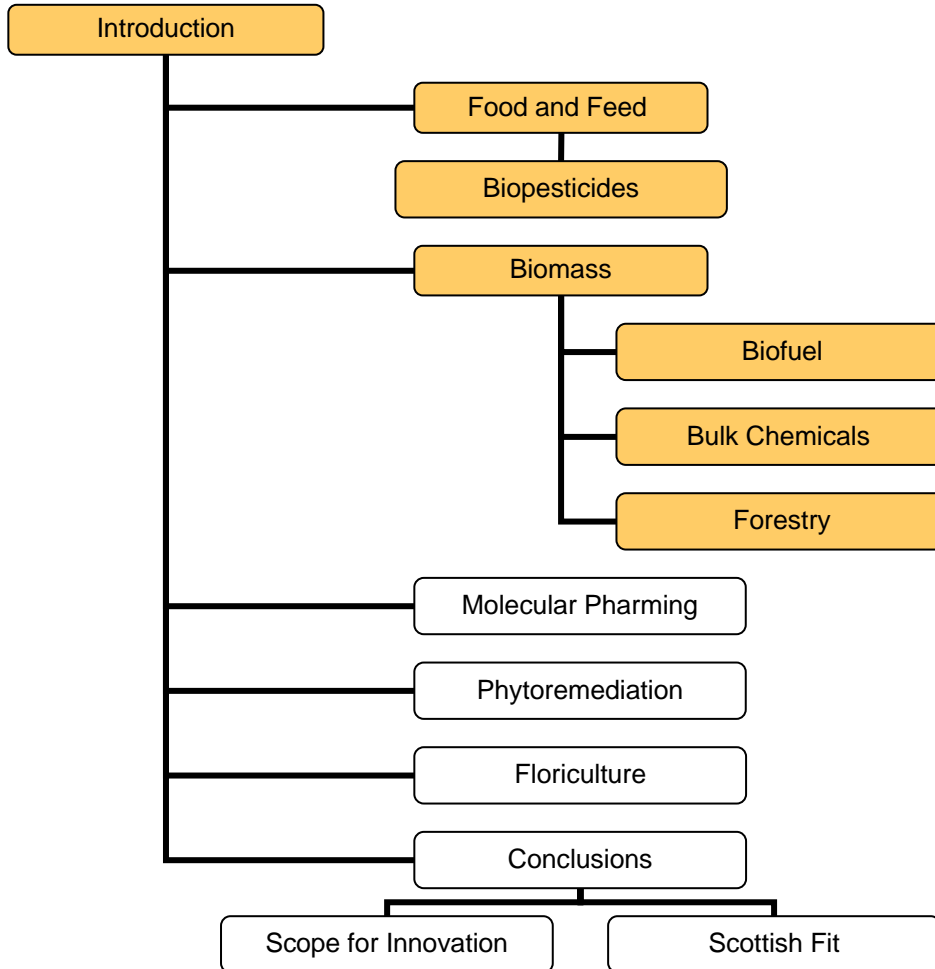 Introduction
Food and Feed
Biopesticides
Biomass
Biofuel
Bulk Chemicals
Forestry
Molecular Pharming
Phytoremediation
Floriculture
Conclusions
Scope for Innovation
Scottish Fit